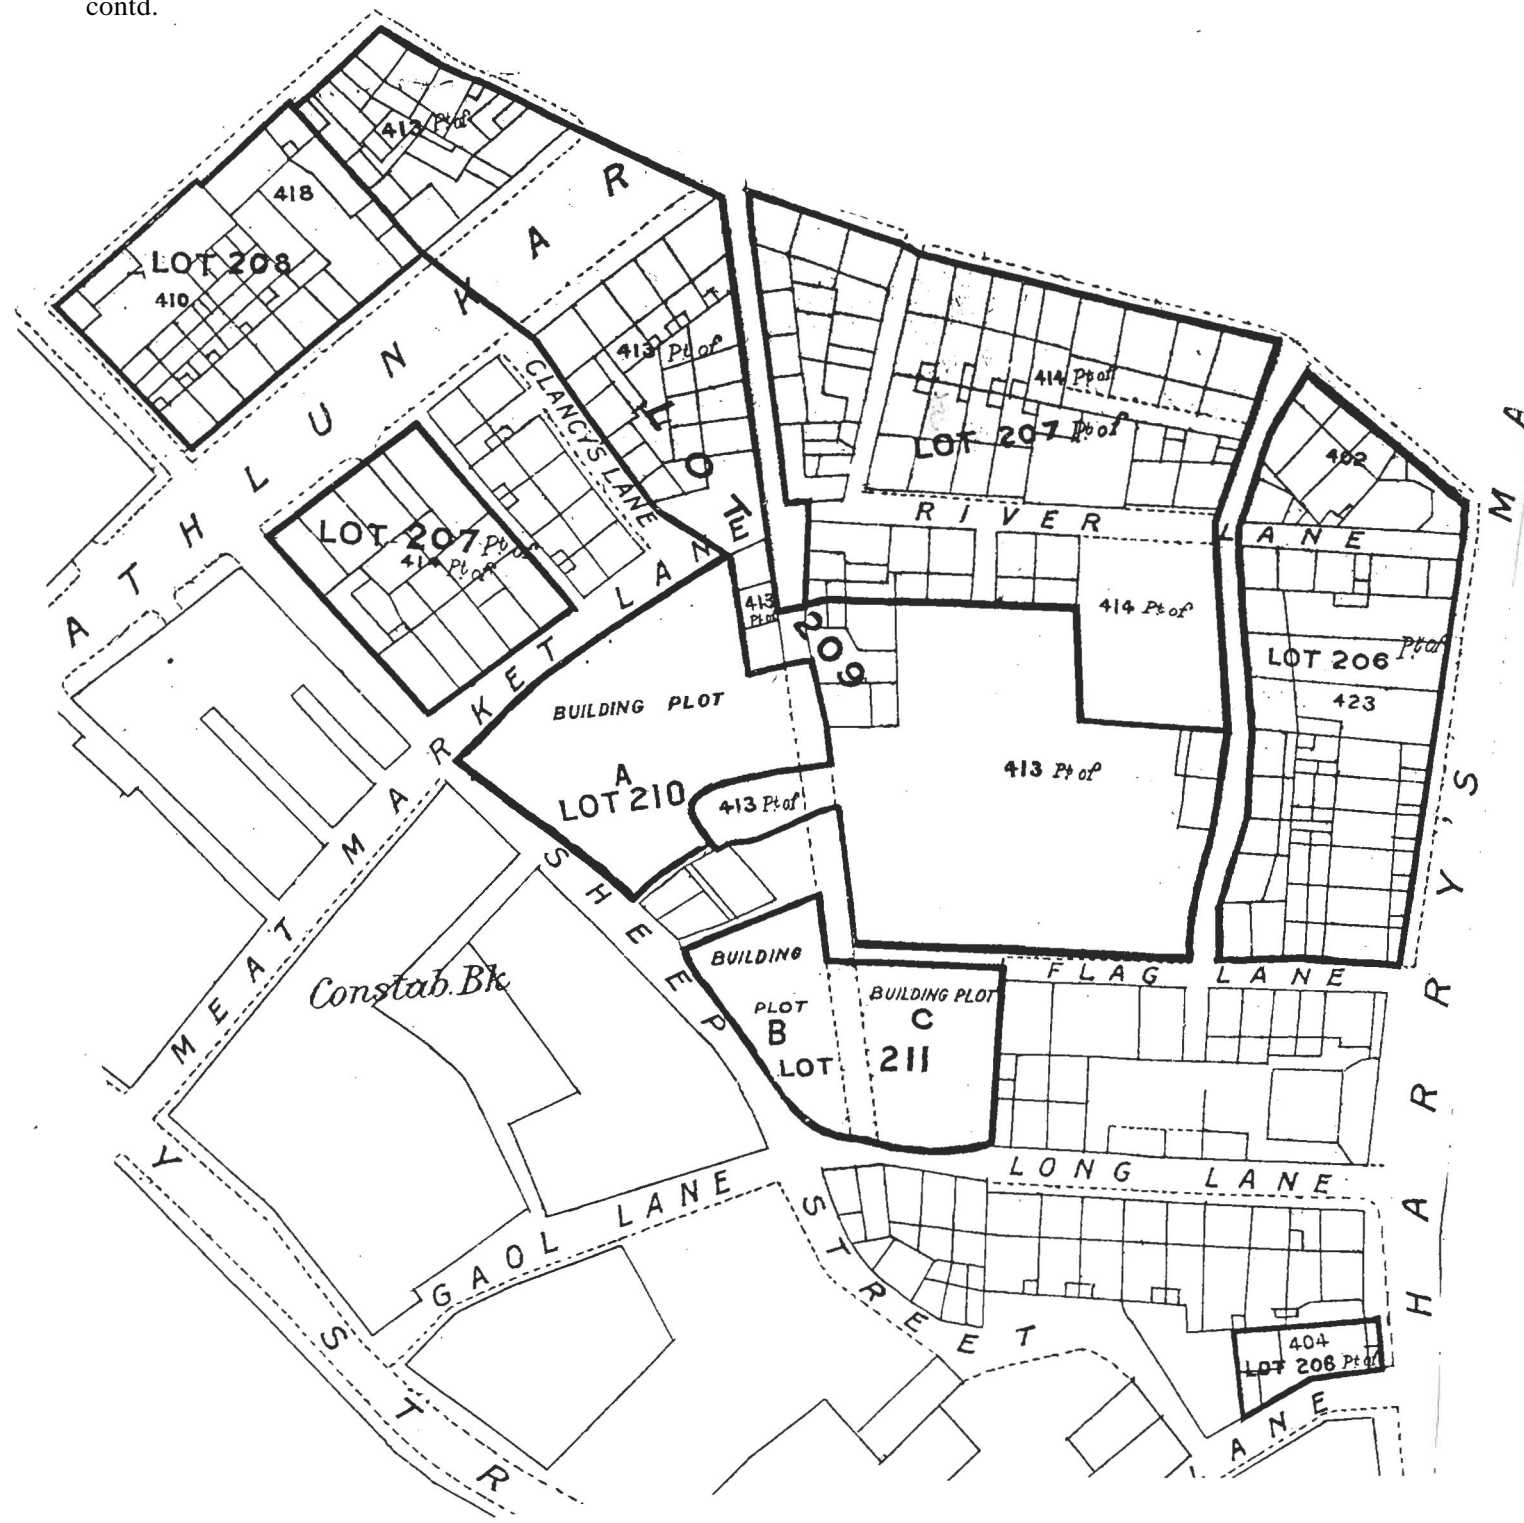 contd.
413 Pt of
418
LOT 208
410
ATHLUNKAR
413 Pt of
CLANCY'S LANE
LOT
209
414 Pt of
LOT 207 Pt of
402
RIVER LANE
LOT 207 Pt of
414 Pt of
MEAT MARKET LANE
413
Pt of
414 Pt of
LOT 206 Pt of
423
BUILDING PLOT
A
LOT 210
413 Pt of
413 Pt of
SHEEP STREET
Constab. Bk
BUILDING
PLOT
B
BUILDING PLOT
C
LOT 211
FLAG LANE
LONG LANE
GAOL LANE
Y STR
MA
RY'S
HARRY'S
404
LOT 206 Pt of
LANE